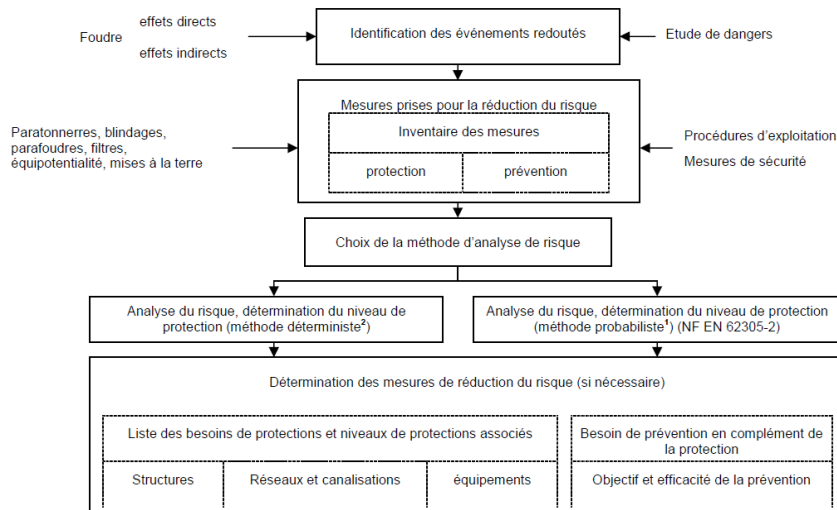 effets directs
Foudre
effets indirects
Identification des événements redoutés
Etude de dangers
Mesures prises pour la réduction du risque
Paratonnerres, blindages,
parafoudres, filtres,
équipotentialité, mises à la terre
Inventaire des mesures
protection
prévention
Procédures d'exploitation
Mesures de sécurité
Choix de la méthode d'analyse de risque
Analyse du risque, détermination du niveau de
protection (méthode déterministe²)
Analyse du risque, détermination du niveau de protection
(méthode probabiliste¹) (NF EN 62305-2)
Détermination des mesures de réduction du risque (si nécessaire)
Liste des besoins de protections et niveaux de protections associés
Structures
Réseaux et canalisations
équipements
Besoin de prévention en complément de
la protection
Objectif et efficacité de la prévention